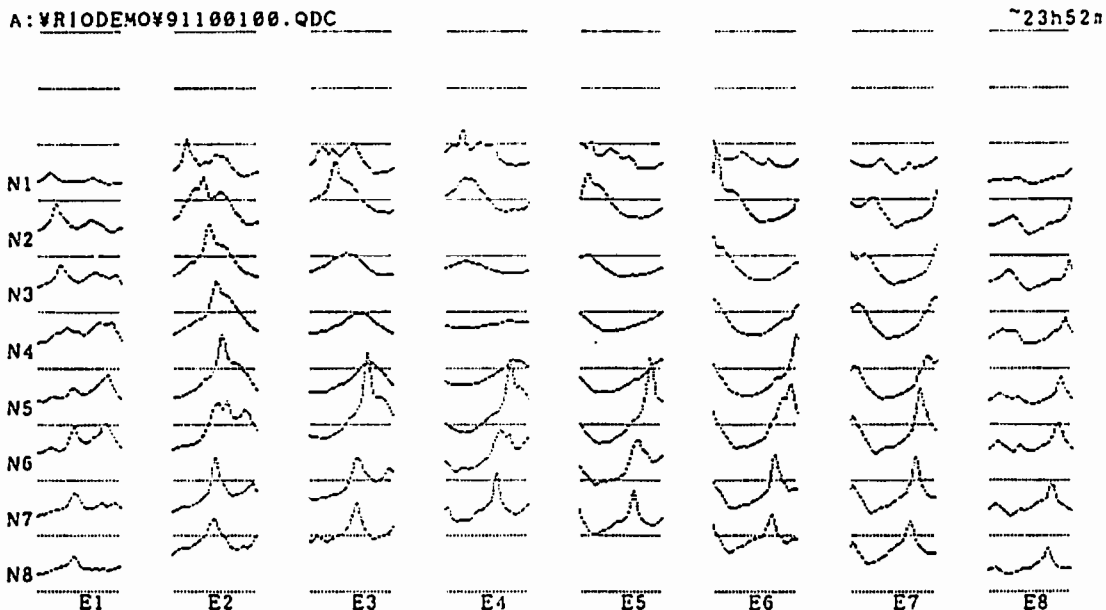 A:¥RIODEMO¥91100100.QDC ~23h52m
N1
N2
N3
N4
N5
N6
N7
N8
E1 E2 E3 E4 E5 E6 E7 E8